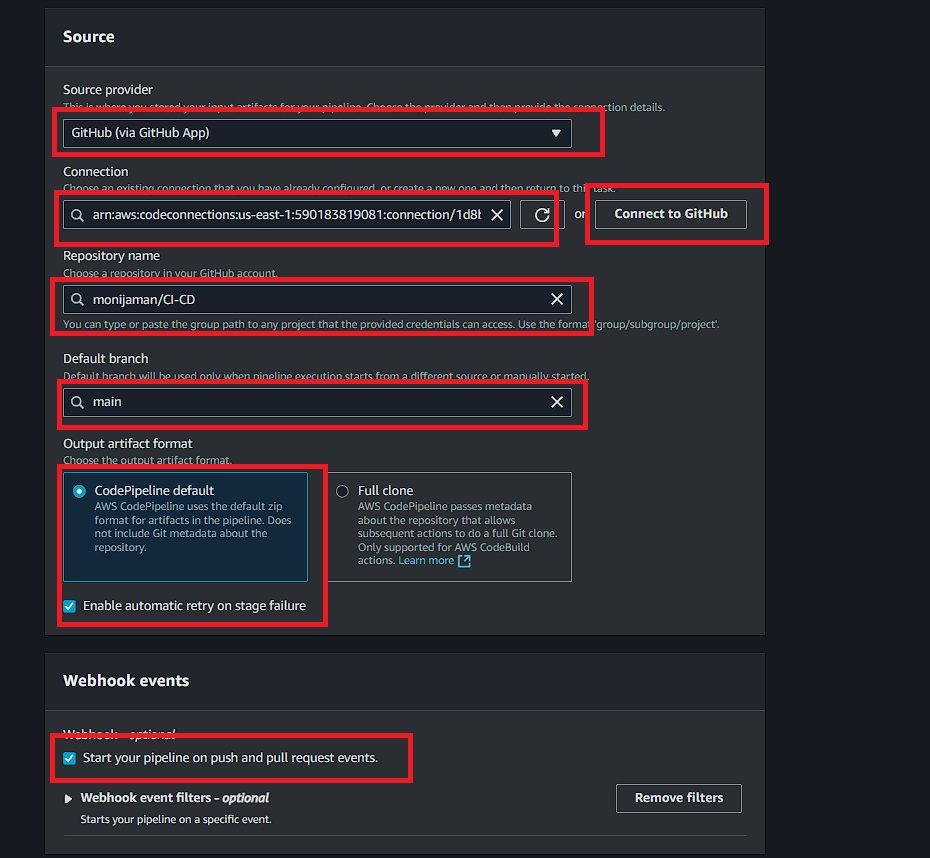 Source
Source provider
This is where you stored your input artifacts for your pipeline. Choose the provider and then provide the connection details.
GitHub (via GitHub App)
Connection
Choose an existing connection that you have already configured, or create a new one and then return to this task.
arn:aws:codeconnections:us-east-1:590183819081:connection/1d8b
or
Connect to GitHub
Repository name
Choose a repository in your GitHub account.
monijaman/CI-CD
You can type or paste the group path to any project that the provided credentials can access. Use the format 'group/subgroup/project'.
Default branch
Default branch will be used only when pipeline execution starts from a different source or manually started.
main
Output artifact format
Choose the output artifact format.
CodePipeline default
AWS CodePipeline uses the default zip
format for artifacts in the pipeline. Does
not include Git metadata about the
repository.
Full clone
AWS CodePipeline passes metadata
about the repository that allows
subsequent actions to do a full Git clone.
Only supported for AWS CodeBuild
actions. Learn more
Enable automatic retry on stage failure
Webhook events
Webhook - optional
Start your pipeline on push and pull request events.
Webhook event filters – optional
Starts your pipeline on a specific event.
Remove filters